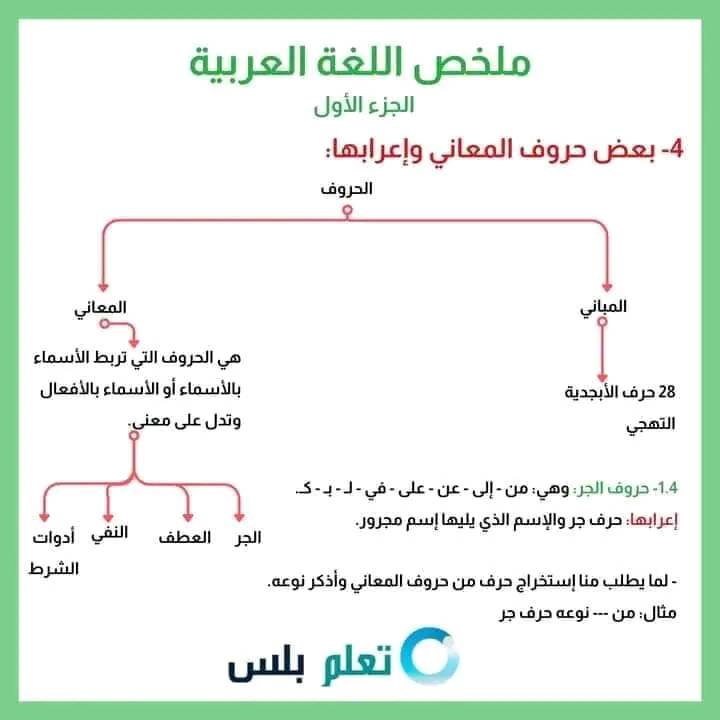 ملخص اللغة العربية
الجزء الأول
4- بعض حروف المعاني وإعرابها:
الحروف
المباني
28 حرف الأبجدية
التهجي
المعاني
هي الحروف التي تربط الأسماء
بالأسماء أو الأسماء بالأفعال
وتدل على معنى.
الجر
العطف
النفي
أدوات
الشرط
1.4- حروف الجر: وهي: من - إلى - عن - على - في - لـ - بـ - كـ.
إعرابها: حرف جر والإسم الذي يليها إسم مجرور.
- لما يطلب منا إستخراج حرف من حروف المعاني وأذكر نوعه.
مثال: من --- نوعه حرف جر
تعلم بلس